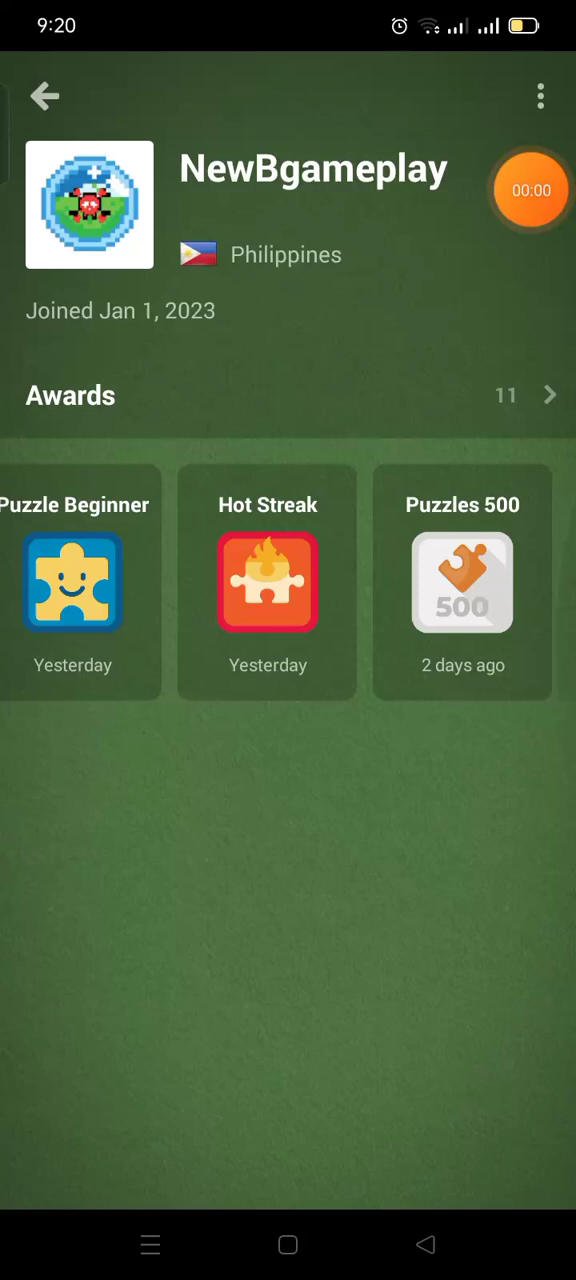 9:20
NewBgameplay
00:00
Philippines
Joined Jan 1, 2023
Awards
11
Puzzle Beginner
Hot Streak
Puzzles 500
500
Yesterday
Yesterday
2 days ago